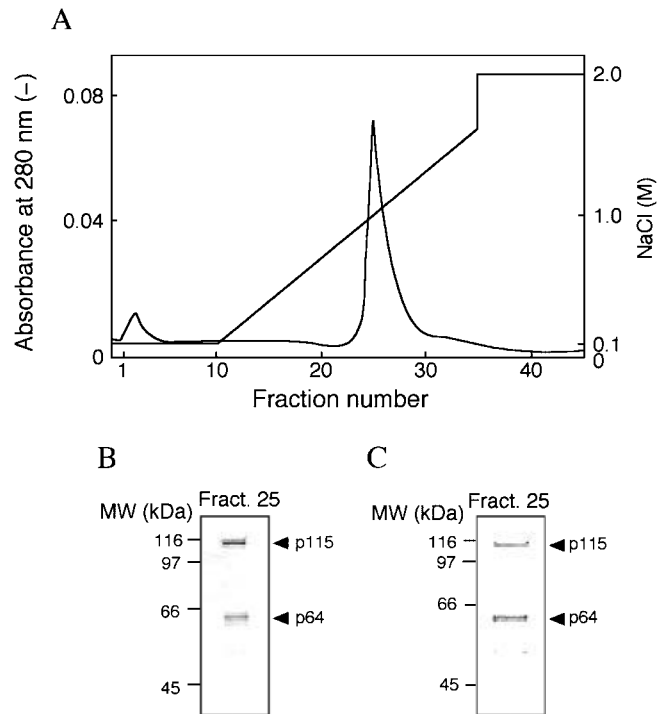 A
Absorbance at 280 nm (–)
0.08
0.04
0
2.0
1.0
0.1
0
NaCl (M)
1 10 20 30 40
Fraction number
B
Fract. 25
MW (kDa)
116
97
66
45
p115
p64
C
Fract. 25
MW (kDa)
116
97
66
45
p115
p64